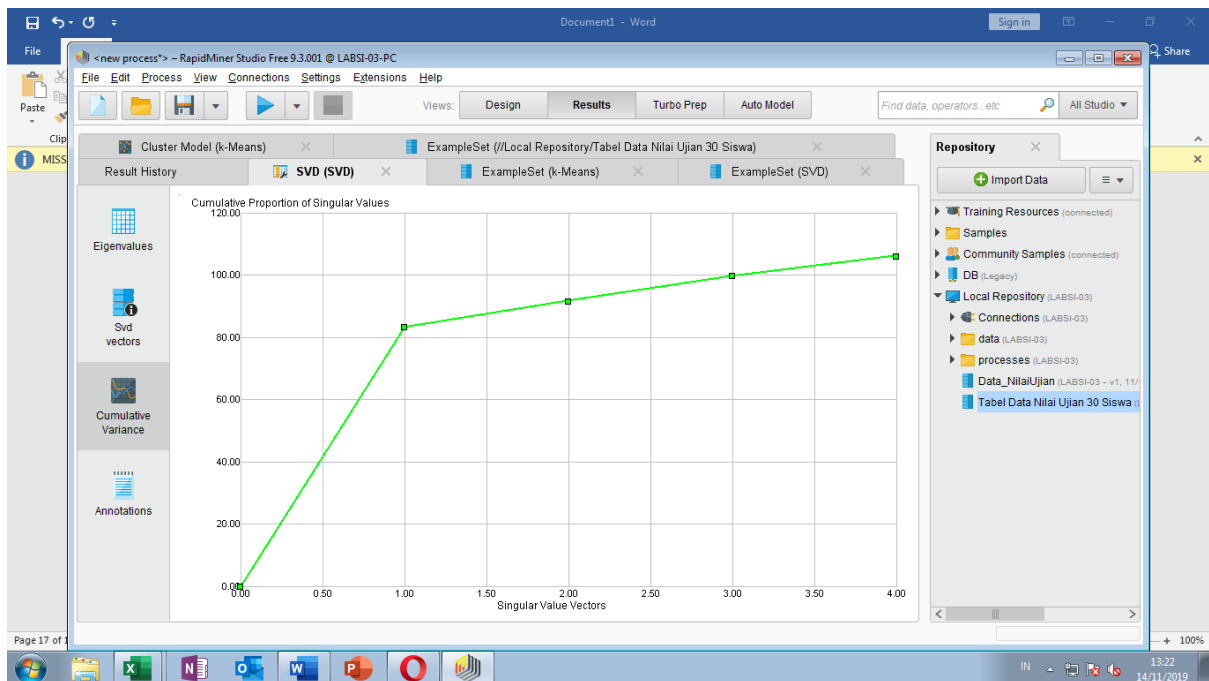 Document1 - Word
Sign in
File
Share
Paste
Clip
MISS
<new process*> – RapidMiner Studio Free 9.3.001 @ LABSI-03-PC
File Edit Process View Connections Settings Extensions Help
Views: Design Results Turbo Prep Auto Model
Find data, operators...etc
All Studio
Cluster Model (k-Means)
ExampleSet (//Local Repository/Tabel Data Nilai Ujian 30 Siswa)
Result History
SVD (SVD)
ExampleSet (k-Means)
ExampleSet (SVD)
Eigenvalues
Svd
vectors
Cumulative
Variance
Annotations
Cumulative Proportion of Singular Values
120.00
100.00
80.00
60.00
40.00
20.00
0.00
0.00 0.50 1.00 1.50 2.00 2.50 3.00 3.50 4.00
Singular Value Vectors
Repository
Import Data
Training Resources (connected)
Samples
Community Samples (connected)
DB (Legacy)
Local Repository (LABSI-03)
Connections (LABSI-03)
data (LABSI-03)
processes (LABSI-03)
Data_NilaiUjian (LABSI-03 - v1, 11/
Tabel Data Nilai Ujian 30 Siswa (
Page 17 of 1
100%
IN
13:22
14/11/2019